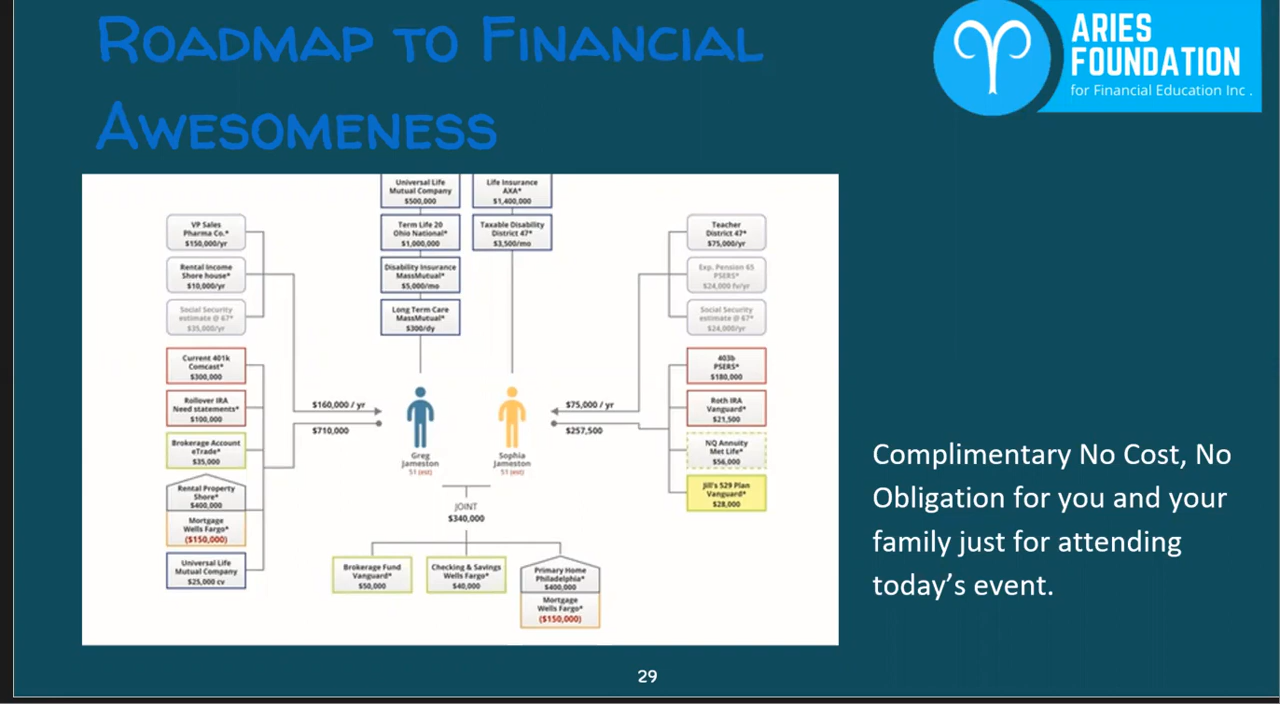 ROADMAP TO FINANCIAL
AWESOMENESS
ARIES
FOUNDATION
for Financial Education Inc .
Universal Life
Mutual Company
$500,000
Life Insurance
AXA*
$1,400,000
VP Sales
Pharma Co.*
$150,000/yr
Term Life 20
Ohio National*
$1,000,000
Taxable Disability
District 47*
$3,500/mo
Teacher
District 47*
$75,000/yr
Rental Income
Shore house*
$10,000/yr
Disability Insurance
MassMutual*
$5,000/mo
Exp. Pension 65
PSERS*
$24,000 fv/yr
Social Security
estimate @ 67*
$35,000/yr
Long Term Care
MassMutual*
$300/dy
Social Security
estimate @ 67*
$24,000/yr
Current 401k
Comcast*
$300,000
403b
PSERS*
$180,000
Rollover IRA
Need statements*
$100,000
$160,000 / yr
$710,000
$75,000 / yr
$257,500
Roth IRA
Vanguard*
$21,500
Brokerage Account
eTrade*
$35,000
Greg
Jameston
51 (est)
Sophia
Jameston
51 (est)
NQ Annuity
Met Life*
$56,000
Rental Property
Shore*
$400,000
Mortgage
Wells Fargo*
($150,000)
Jill's 529 Plan
Vanguard*
$28,000
JOINT
$340,000
Universal Life
Mutual Company
$25,000 cv
Brokerage Fund
Vanguard*
$50,000
Checking & Savings
Wells Fargo*
$40,000
Primary Home
Philadelphia*
$400,000
Mortgage
Wells Fargo*
($150,000)
Complimentary No Cost, No
Obligation for you and your
family just for attending
today's event.
29